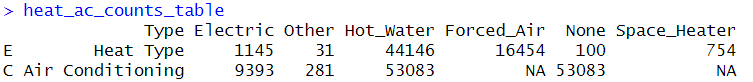 > heat_ac_counts_table
Type Electric Other Hot_Water Forced_Air None Space_Heater
E Heat Type 1145 31 44146 16454 100 754
C Air Conditioning 9393 281 53083 NA 53083 NA